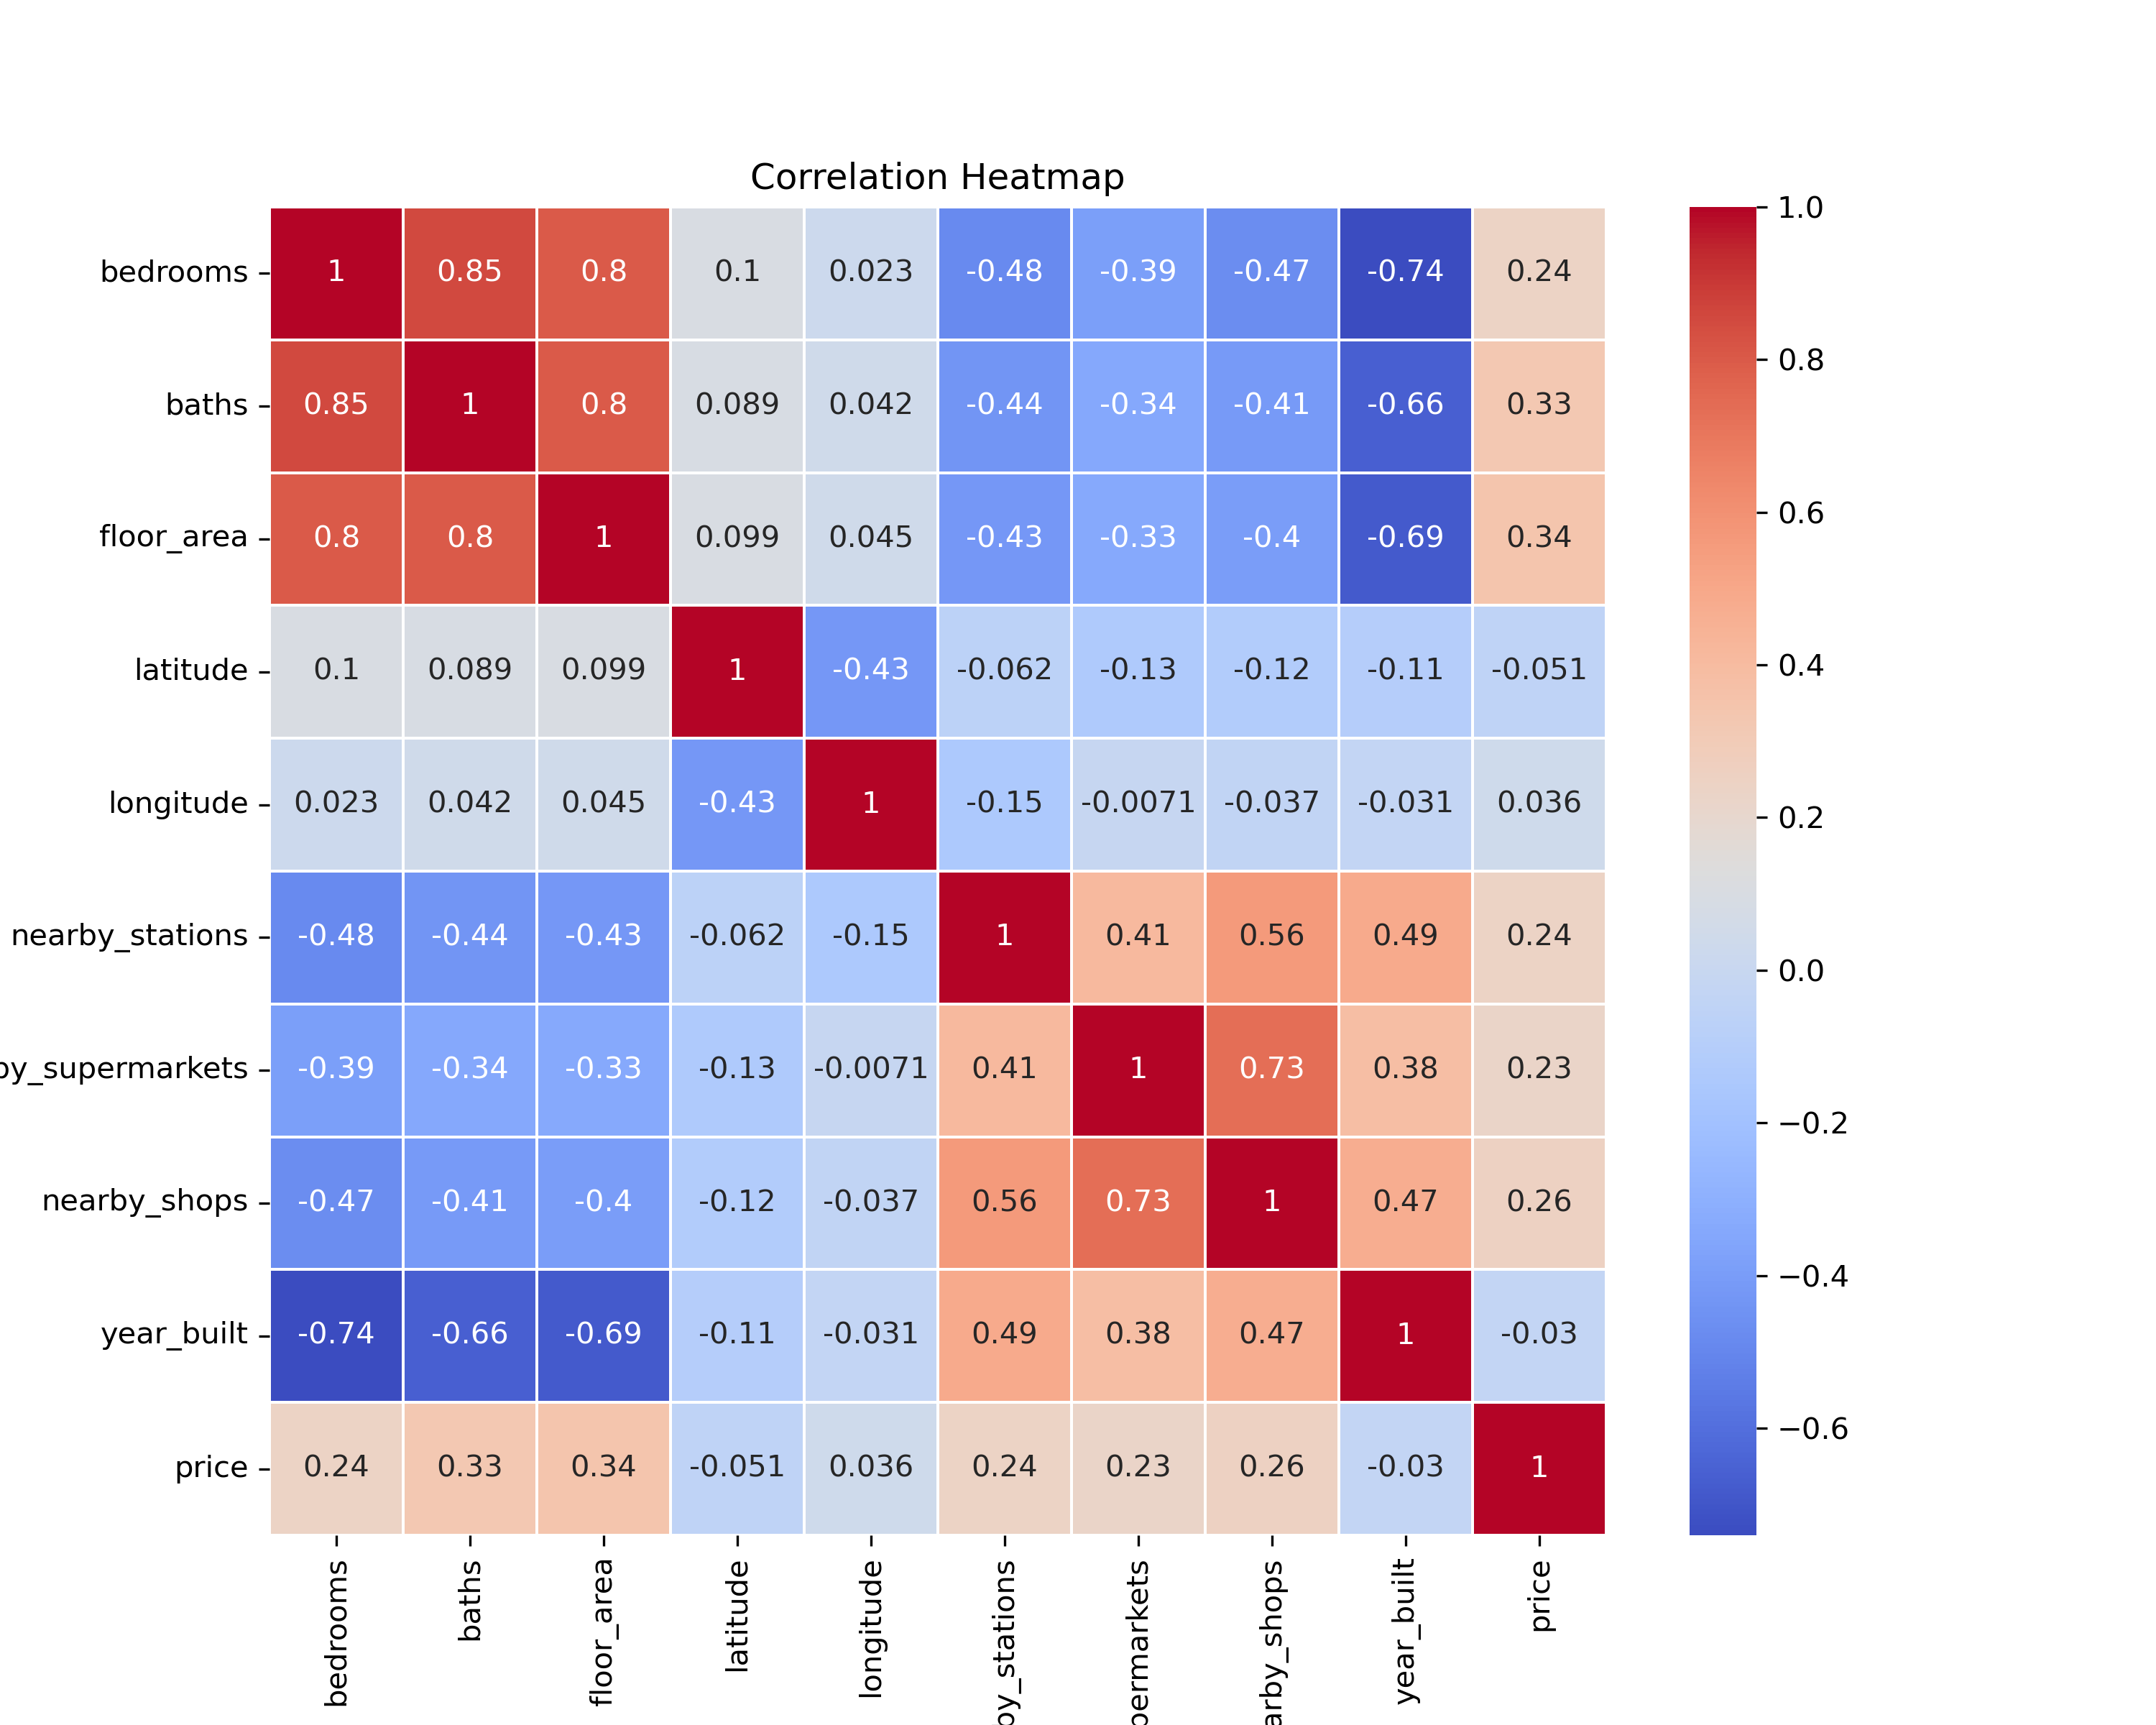 Correlation Heatmap
bedrooms 1 0.85 0.8 0.1 0.023 -0.48 -0.39 -0.47 -0.74 0.24
baths 0.85 1 0.8 0.089 0.042 -0.44 -0.34 -0.41 -0.66 0.33
floor_area 0.8 0.8 1 0.099 0.045 -0.43 -0.33 -0.4 -0.69 0.34
latitude 0.1 0.089 0.099 1 -0.43 -0.062 -0.13 -0.12 -0.11 -0.051
longitude 0.023 0.042 0.045 -0.43 1 -0.15 -0.0071 -0.037 -0.031 0.036
nearby_stations -0.48 -0.44 -0.43 -0.062 -0.15 1 0.41 0.56 0.49 0.24
by_supermarkets -0.39 -0.34 -0.33 -0.13 -0.0071 0.41 1 0.73 0.38 0.23
nearby_shops -0.47 -0.41 -0.4 -0.12 -0.037 0.56 0.73 1 0.47 0.26
year_built -0.74 -0.66 -0.69 -0.11 -0.031 0.49 0.38 0.47 1 -0.03
price 0.24 0.33 0.34 -0.051 0.036 0.24 0.23 0.26 -0.03 1
bedrooms
baths
floor_area
latitude
longitude
by_stations
permarkets
arby_shops
year_built
price
1.0
0.8
0.6
0.4
0.2
0.0
−0.2
−0.4
−0.6